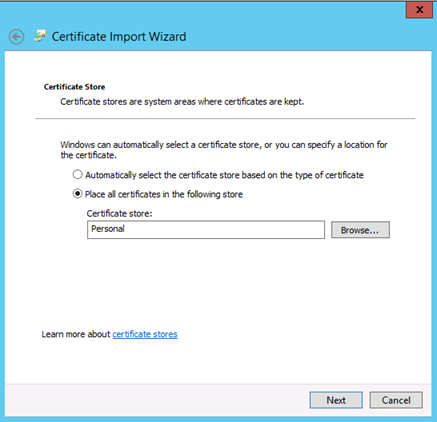 x
Certificate Import Wizard
Certificate Store
Certificate stores are system areas where certificates are kept.
Windows can automatically select a certificate store, or you can specify a location for
the certificate.
Automatically select the certificate store based on the type of certificate
Place all certificates in the following store
Certificate store:
Personal
Browse...
Learn more about certificate stores
Next
Cancel